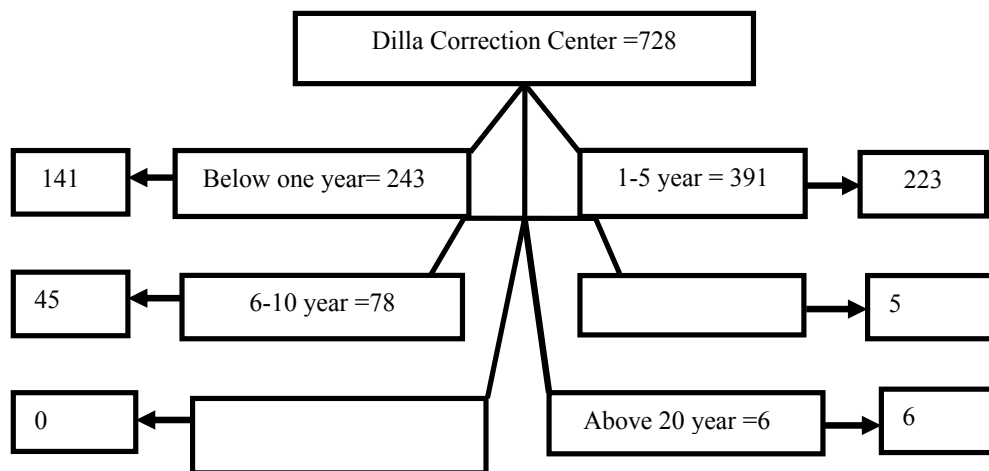 Dilla Correction Center =728
141
Below one year= 243
1-5 year = 391
223
45
6-10 year =78
5
0
Above 20 year =6
6